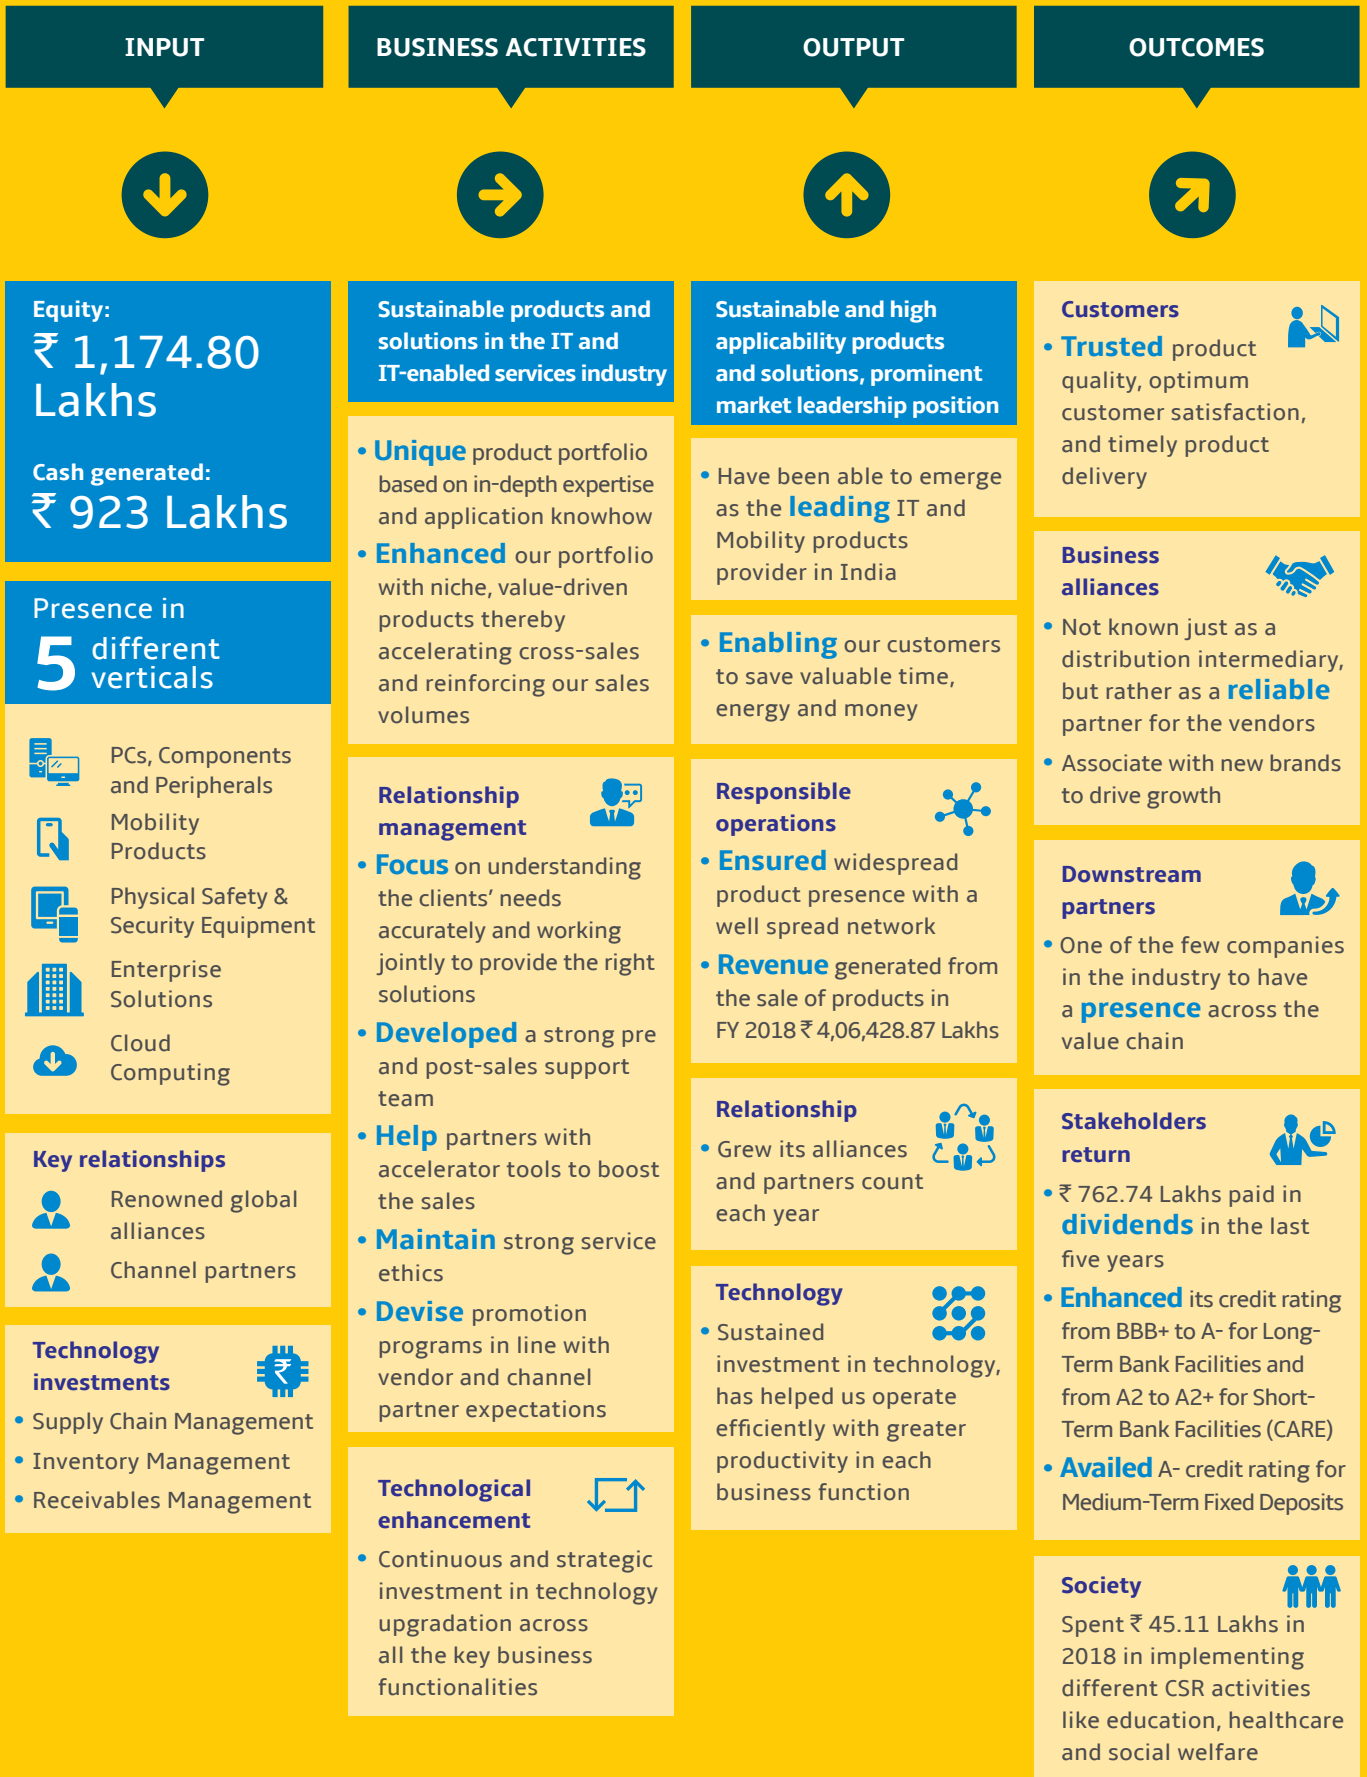 INPUT
BUSINESS ACTIVITIES
OUTPUT
OUTCOMES
Equity:
₹ 1,174.80
Lakhs
Cash generated:
₹ 923 Lakhs
Presence in
5 different
verticals
PCs, Components
and Peripherals
Mobility
Products
Physical Safety &
Security Equipment
Enterprise
Solutions
Cloud
Computing
Key relationships
Renowned global
alliances
Channel partners
Technology
investments
₹
• Supply Chain Management
• Inventory Management
• Receivables Management
Sustainable products and
solutions in the IT and
IT-enabled services industry
• Unique product portfolio
based on in-depth expertise
and application knowhow
• Enhanced our portfolio
with niche, value-driven
products thereby
accelerating cross-sales
and reinforcing our sales
volumes
Relationship
management
• Focus on understanding
the clients’ needs
accurately and working
jointly to provide the right
solutions
• Developed a strong pre
and post-sales support
team
• Help partners with
accelerator tools to boost
the sales
• Maintain strong service
ethics
• Devise promotion
programs in line with
vendor and channel
partner expectations
Technological
enhancement
• Continuous and strategic
investment in technology
upgradation across
all the key business
functionalities
Sustainable and high
applicability products
and solutions, prominent
market leadership position
• Have been able to emerge
as the leading IT and
Mobility products
provider in India
• Enabling our customers
to save valuable time,
energy and money
Responsible
operations
• Ensured widespread
product presence with a
well spread network
• Revenue generated from
the sale of products in
FY 2018 ₹ 4,06,428.87 Lakhs
Relationship
• Grew its alliances
and partners count
each year
Technology
• Sustained
investment in technology,
has helped us operate
efficiently with greater
productivity in each
business function
Customers
• Trusted product
quality, optimum
customer satisfaction,
and timely product
delivery
Business
alliances
• Not known just as a
distribution intermediary,
but rather as a reliable
partner for the vendors
• Associate with new brands
to drive growth
Downstream
partners
• One of the few companies
in the industry to have
a presence across the
value chain
Stakeholders
return
• ₹ 762.74 Lakhs paid in
dividends in the last
five years
• Enhanced its credit rating
from BBB+ to A- for Long-
Term Bank Facilities and
from A2 to A2+ for Short-
Term Bank Facilities (CARE)
• Availed A- credit rating for
Medium-Term Fixed Deposits
Society
Spent ₹ 45.11 Lakhs in
2018 in implementing
different CSR activities
like education, healthcare
and social welfare